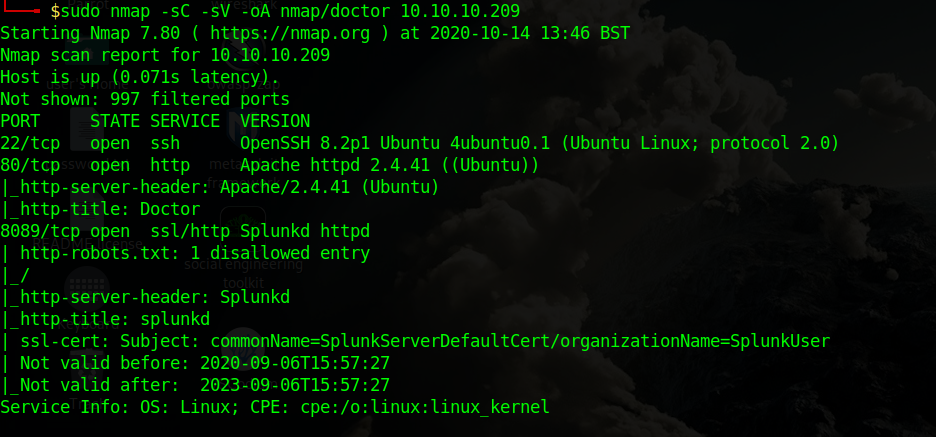 └──╼ $sudo nmap -sC -sV -oA nmap/doctor 10.10.10.209
Starting Nmap 7.80 ( https://nmap.org ) at 2020-10-14 13:46 BST
Nmap scan report for 10.10.10.209
Host is up (0.071s latency).
Not shown: 997 filtered ports
PORT     STATE SERVICE  VERSION
22/tcp   open  ssh      OpenSSH 8.2p1 Ubuntu 4ubuntu0.1 (Ubuntu Linux; protocol 2.0)
80/tcp   open  http     Apache httpd 2.4.41 ((Ubuntu))
|_http-server-header: Apache/2.4.41 (Ubuntu)
|_http-title: Doctor
8089/tcp open  ssl/http Splunkd httpd
| http-robots.txt: 1 disallowed entry
|_/
|_http-server-header: Splunkd
|_http-title: splunkd
| ssl-cert: Subject: commonName=SplunkServerDefaultCert/organizationName=SplunkUser
| Not valid before: 2020-09-06T15:57:27
|_Not valid after:  2023-09-06T15:57:27
Service Info: OS: Linux; CPE: cpe:/o:linux:linux_kernel
social engineering
toolkit